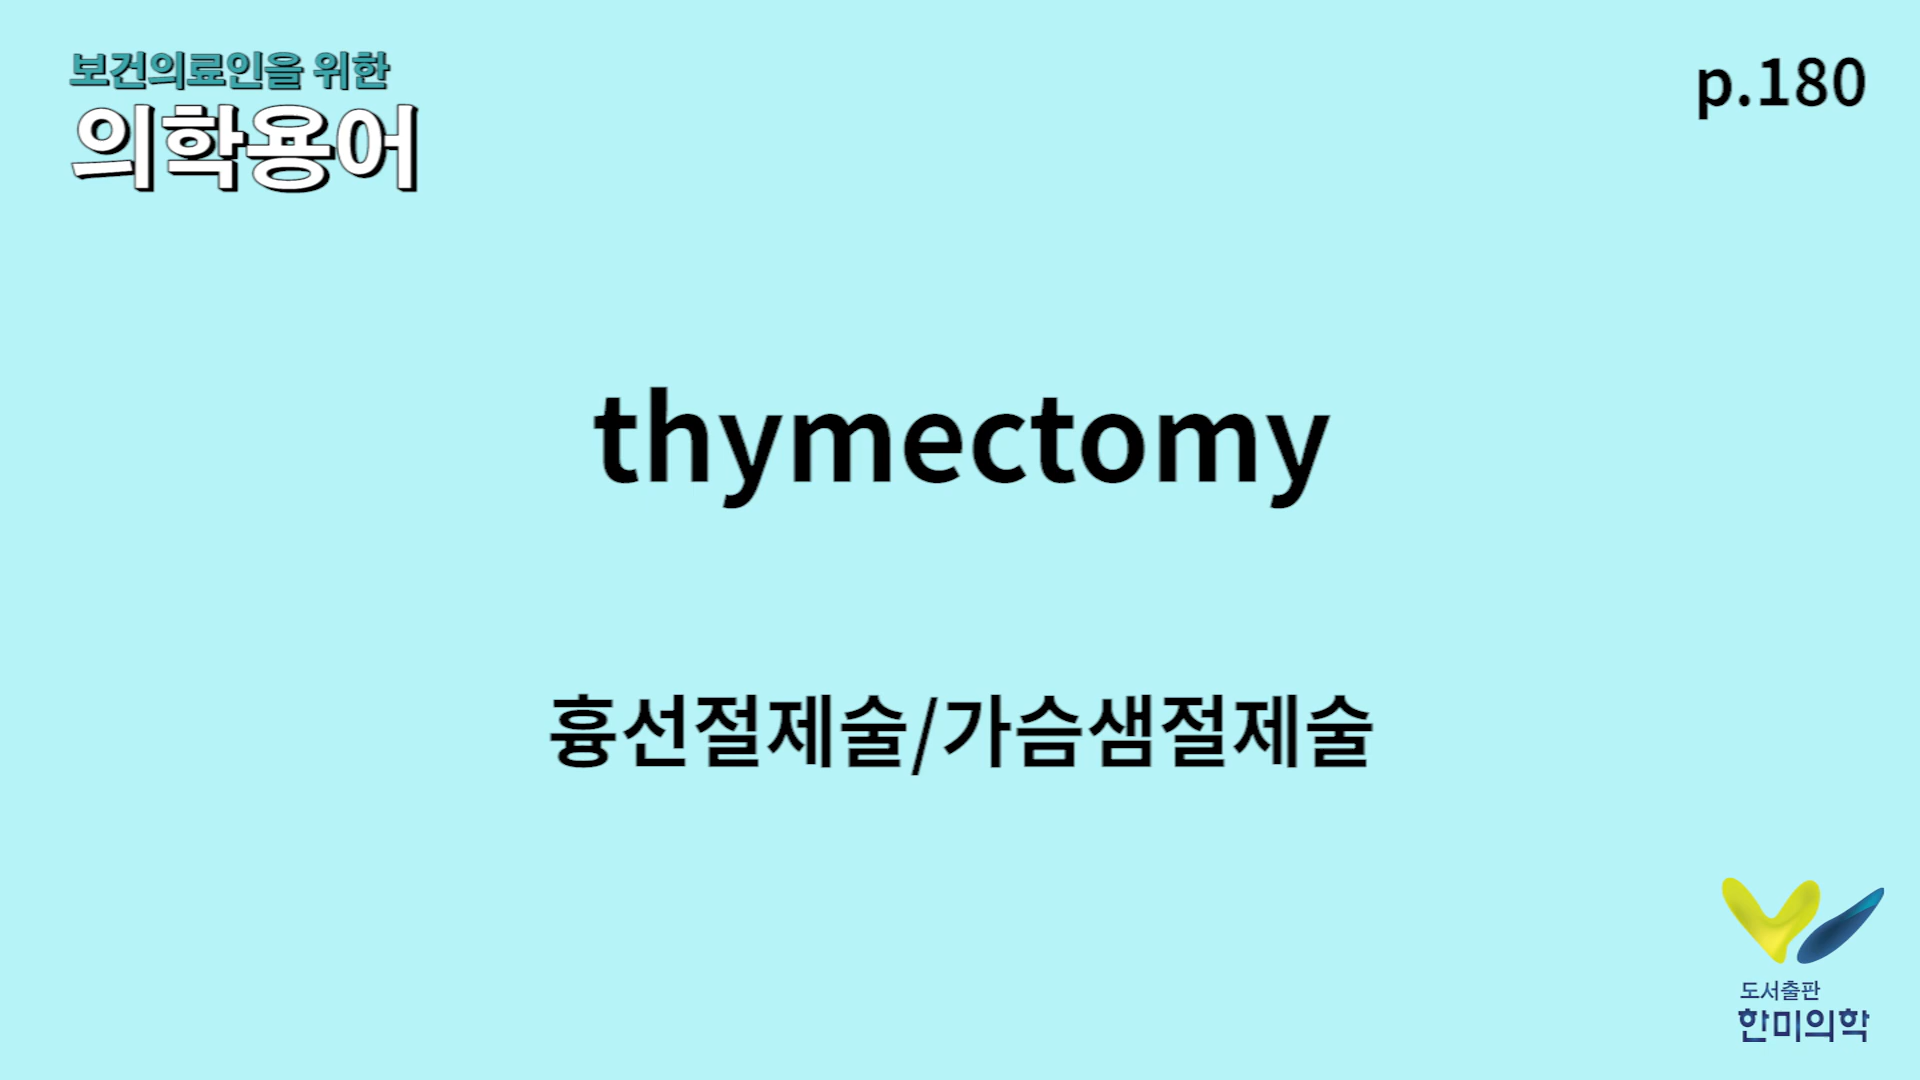 보건의료인을 위한
의학용어
p.180
thymectomy
흉선절제술/가슴샘절제술
도서출판
한미의학